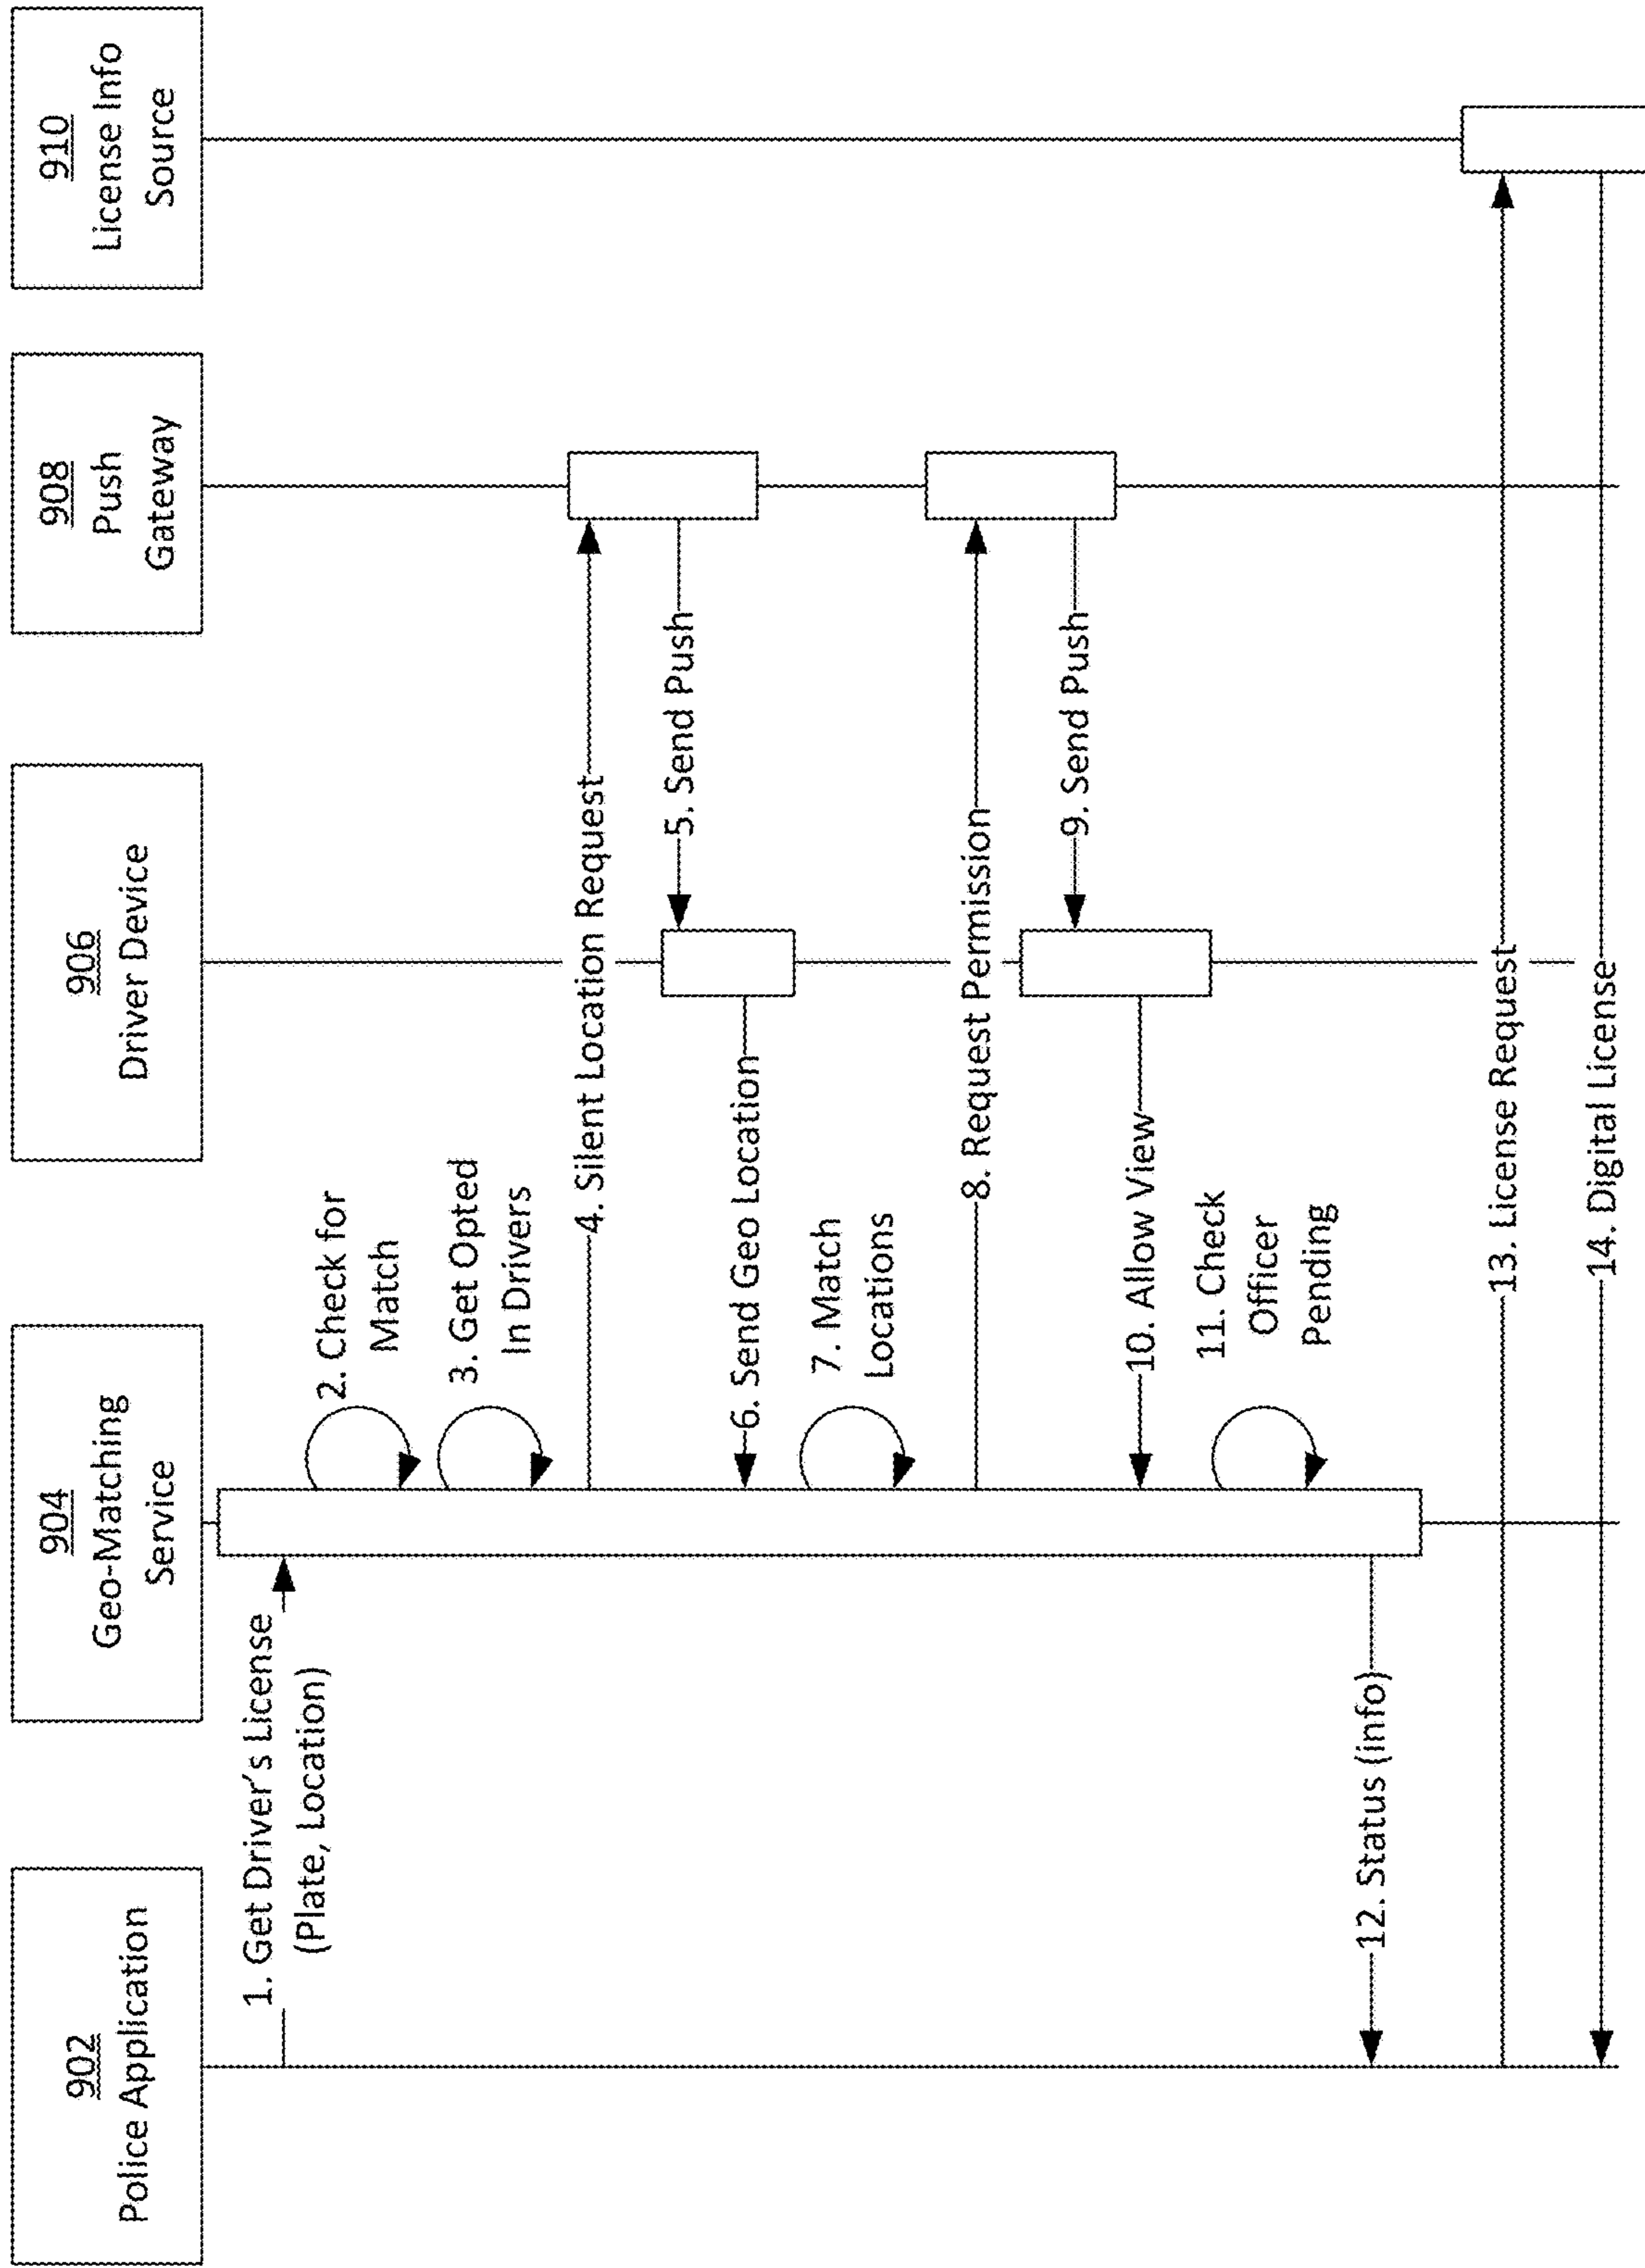 902
Police Application
904
Geo-Matching
Service
906
Driver Device
908
Push
Gateway
910
License Info
Source
1. Get Driver's License
(Plate, Location)
2. Check for
Match
3. Get Opted
In Drivers
4. Silent Location Request
5. Send Push
6. Send Geo Location
7. Match
Locations
8. Request Permission
9. Send Push
10. Allow View
11. Check
Officer
Pending
12. Status (info)
13. License Request
14. Digital License